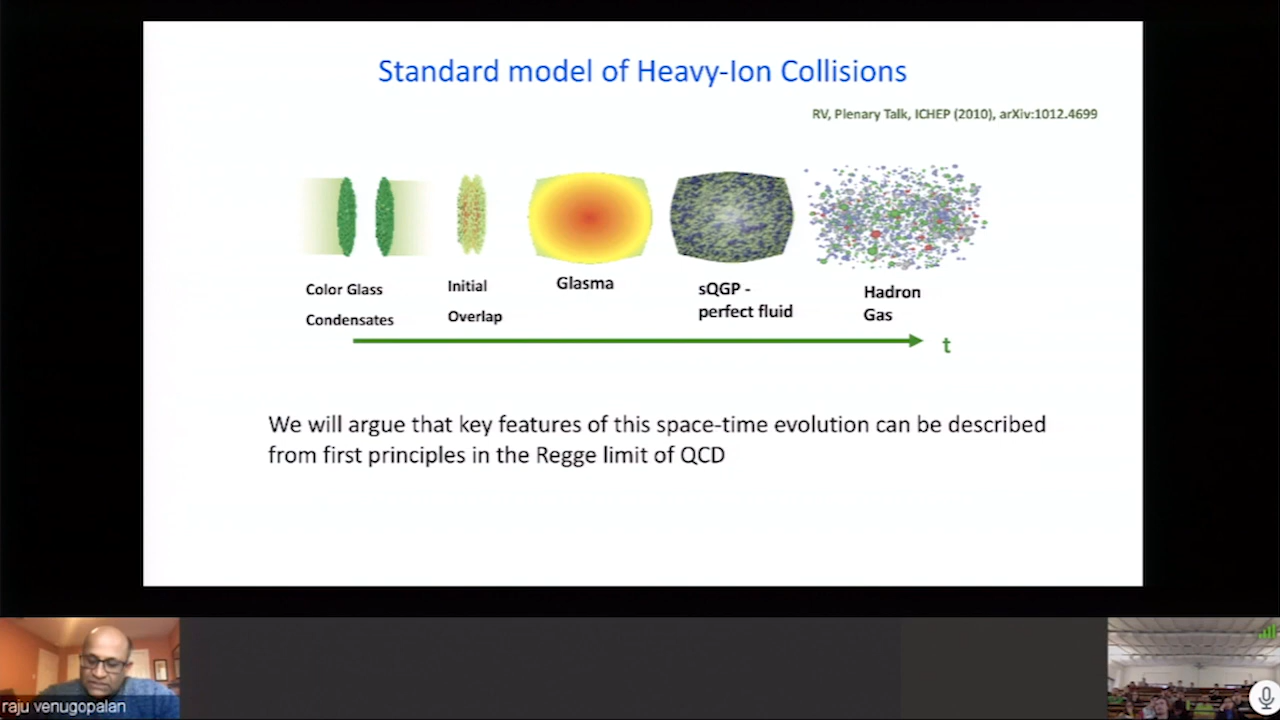 Standard model of Heavy-Ion Collisions
RV, Plenary Talk, ICHEP (2010), arXiv:1012.4699
Color Glass
Condensates
Initial
Overlap
Glasma
sQGP -
perfect fluid
Hadron
Gas
t
We will argue that key features of this space-time evolution can be described
from first principles in the Regge limit of QCD
raju venugopalan